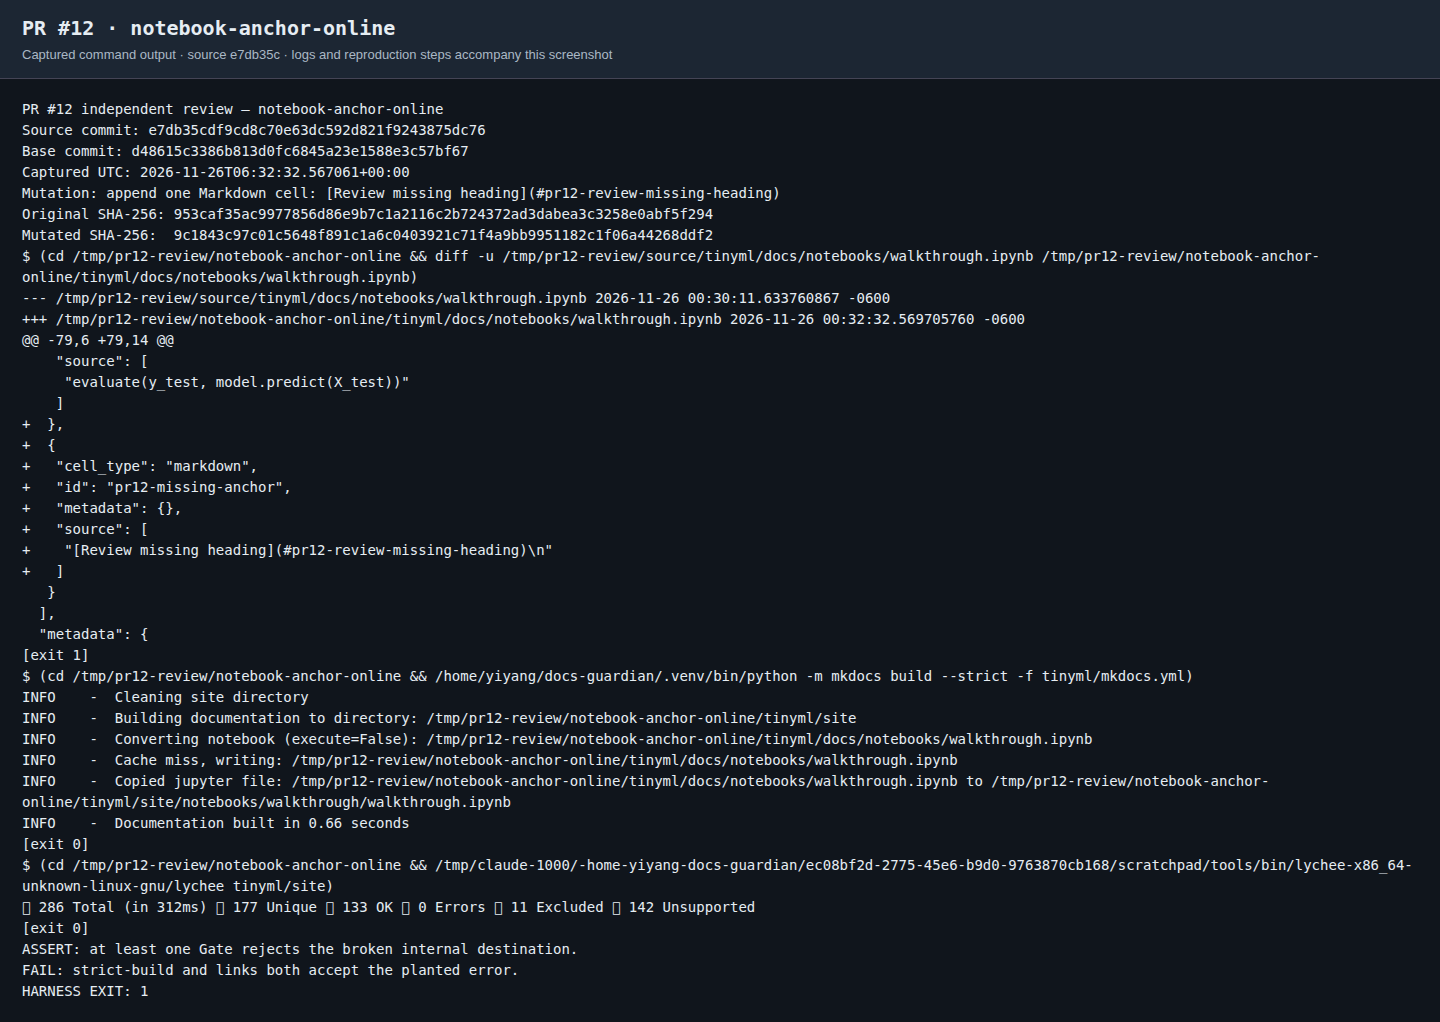 PR #12 · notebook-anchor-online
Captured command output · source e7db35c · logs and reproduction steps accompany this screenshot
PR #12 independent review — notebook-anchor-online
Source commit: e7db35cdf9cd8c70e63dc592d821f9243875dc76
Base commit: d48615c3386b813d0fc6845a23e1588e3c57bf67
Captured UTC: 2026-11-26T06:32:32.567061+00:00
Mutation: append one Markdown cell: [Review missing heading](#pr12-review-missing-heading)
Original SHA-256: 953caf35ac9977856d86e9b7c1a2116c2b724372ad3dabea3c3258e0abf5f294
Mutated SHA-256:  9c1843c97c01c5648f891c1a6c0403921c71f4a9bb9951182c1f06a44268ddf2
$ (cd /tmp/pr12-review/notebook-anchor-online && diff -u /tmp/pr12-review/source/tinyml/docs/notebooks/walkthrough.ipynb /tmp/pr12-review/notebook-anchor-
online/tinyml/docs/notebooks/walkthrough.ipynb)
--- /tmp/pr12-review/source/tinyml/docs/notebooks/walkthrough.ipynb 2026-11-26 00:30:11.633760867 -0600
+++ /tmp/pr12-review/notebook-anchor-online/tinyml/docs/notebooks/walkthrough.ipynb 2026-11-26 00:32:32.569705760 -0600
@@ -79,6 +79,14 @@
    "source": [
     "evaluate(y_test, model.predict(X_test))"
    ]
+  },
+  {
+   "cell_type": "markdown",
+   "id": "pr12-missing-anchor",
+   "metadata": {},
+   "source": [
+    "[Review missing heading](#pr12-review-missing-heading)\n"
+   ]
   }
  ],
  "metadata": {
[exit 1]
$ (cd /tmp/pr12-review/notebook-anchor-online && /home/yiyang/docs-guardian/.venv/bin/python -m mkdocs build --strict -f tinyml/mkdocs.yml)
INFO    -  Cleaning site directory
INFO    -  Building documentation to directory: /tmp/pr12-review/notebook-anchor-online/tinyml/site
INFO    -  Converting notebook (execute=False): /tmp/pr12-review/notebook-anchor-online/tinyml/docs/notebooks/walkthrough.ipynb
INFO    -  Cache miss, writing: /tmp/pr12-review/notebook-anchor-online/tinyml/docs/notebooks/walkthrough.ipynb
INFO    -  Copied jupyter file: /tmp/pr12-review/notebook-anchor-online/tinyml/docs/notebooks/walkthrough.ipynb to /tmp/pr12-review/notebook-anchor-
online/tinyml/site/notebooks/walkthrough/walkthrough.ipynb
INFO    -  Documentation built in 0.66 seconds
[exit 0]
$ (cd /tmp/pr12-review/notebook-anchor-online && /tmp/claude-1000/-home-yiyang-docs-guardian/ec08bf2d-2775-45e6-b9d0-9763870cb168/scratchpad/tools/bin/lychee-x86_64-
unknown-linux-gnu/lychee tinyml/site)
286 Total (in 312ms) 177 Unique 133 OK 0 Errors 11 Excluded 142 Unsupported
[exit 0]
ASSERT: at least one Gate rejects the broken internal destination.
FAIL: strict-build and links both accept the planted error.
HARNESS EXIT: 1